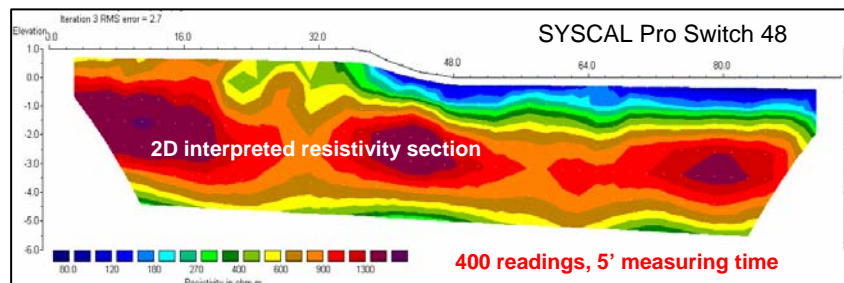 Iteration 3 RMS error = 2.7
Elevation
0.0 16.0 32.0 48.0 64.0 80.0
SYSCAL Pro Switch 48
1.0
0.0
-1.0
-2.0
-3.0
-4.0
-5.0
-6.0
2D interpreted resistivity section
80.0 120 180 270 400 600 900 1300
Resistivity in ohm.m
400 readings, 5' measuring time